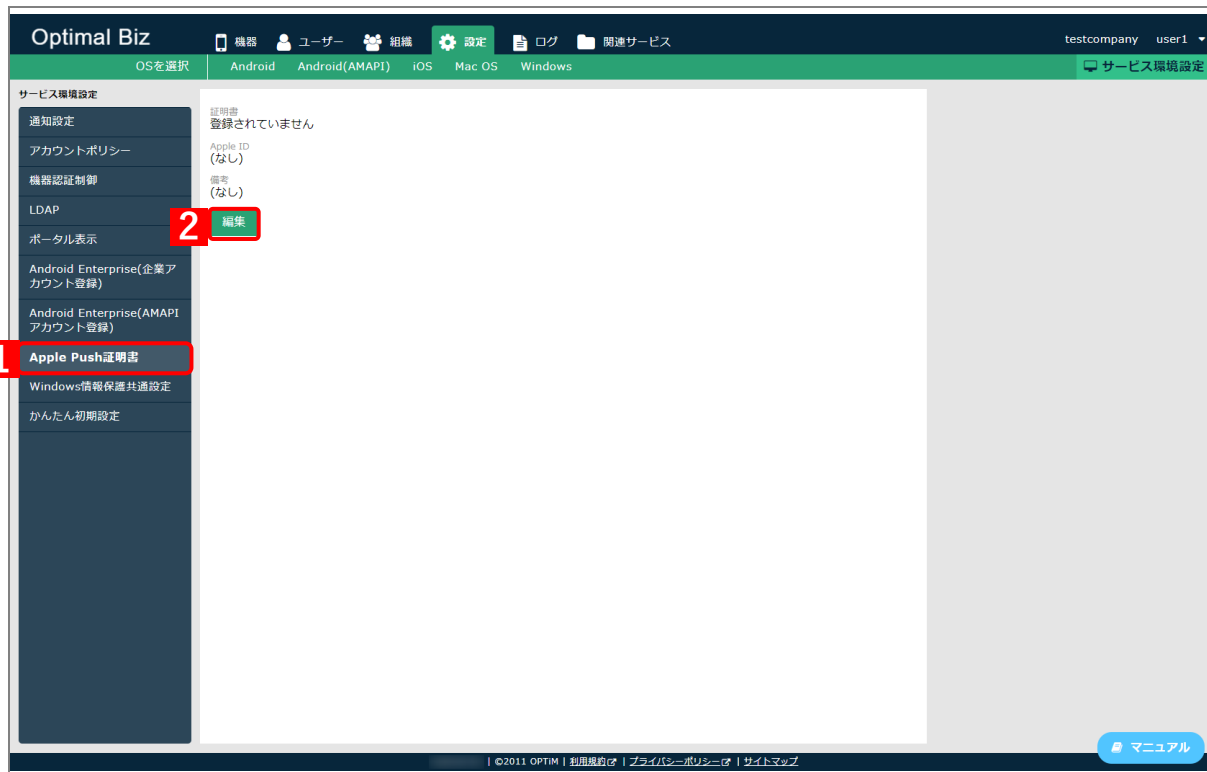 Optimal Biz
機器 ユーザー 組織 設定 ログ 関連サービス testcompany user1
OSを選択 Android Android(AMAPI) iOS Mac OS Windows サービス環境設定
サービス環境設定
通知設定
アカウントポリシー
機器認証制御
LDAP
ポータル表示
Android Enterprise(企業ア
カウント登録)
Android Enterprise(AMAPI
アカウント登録)
1
Apple Push証明書
Windows情報保護共通設定
かんたん初期設定
証明書
登録されていません
Apple ID
(なし)
備考
(なし)
2
編集
マニュアル
| ©2011 OPTiM | 利用規約 | プライバシーポリシー | サイトマップ